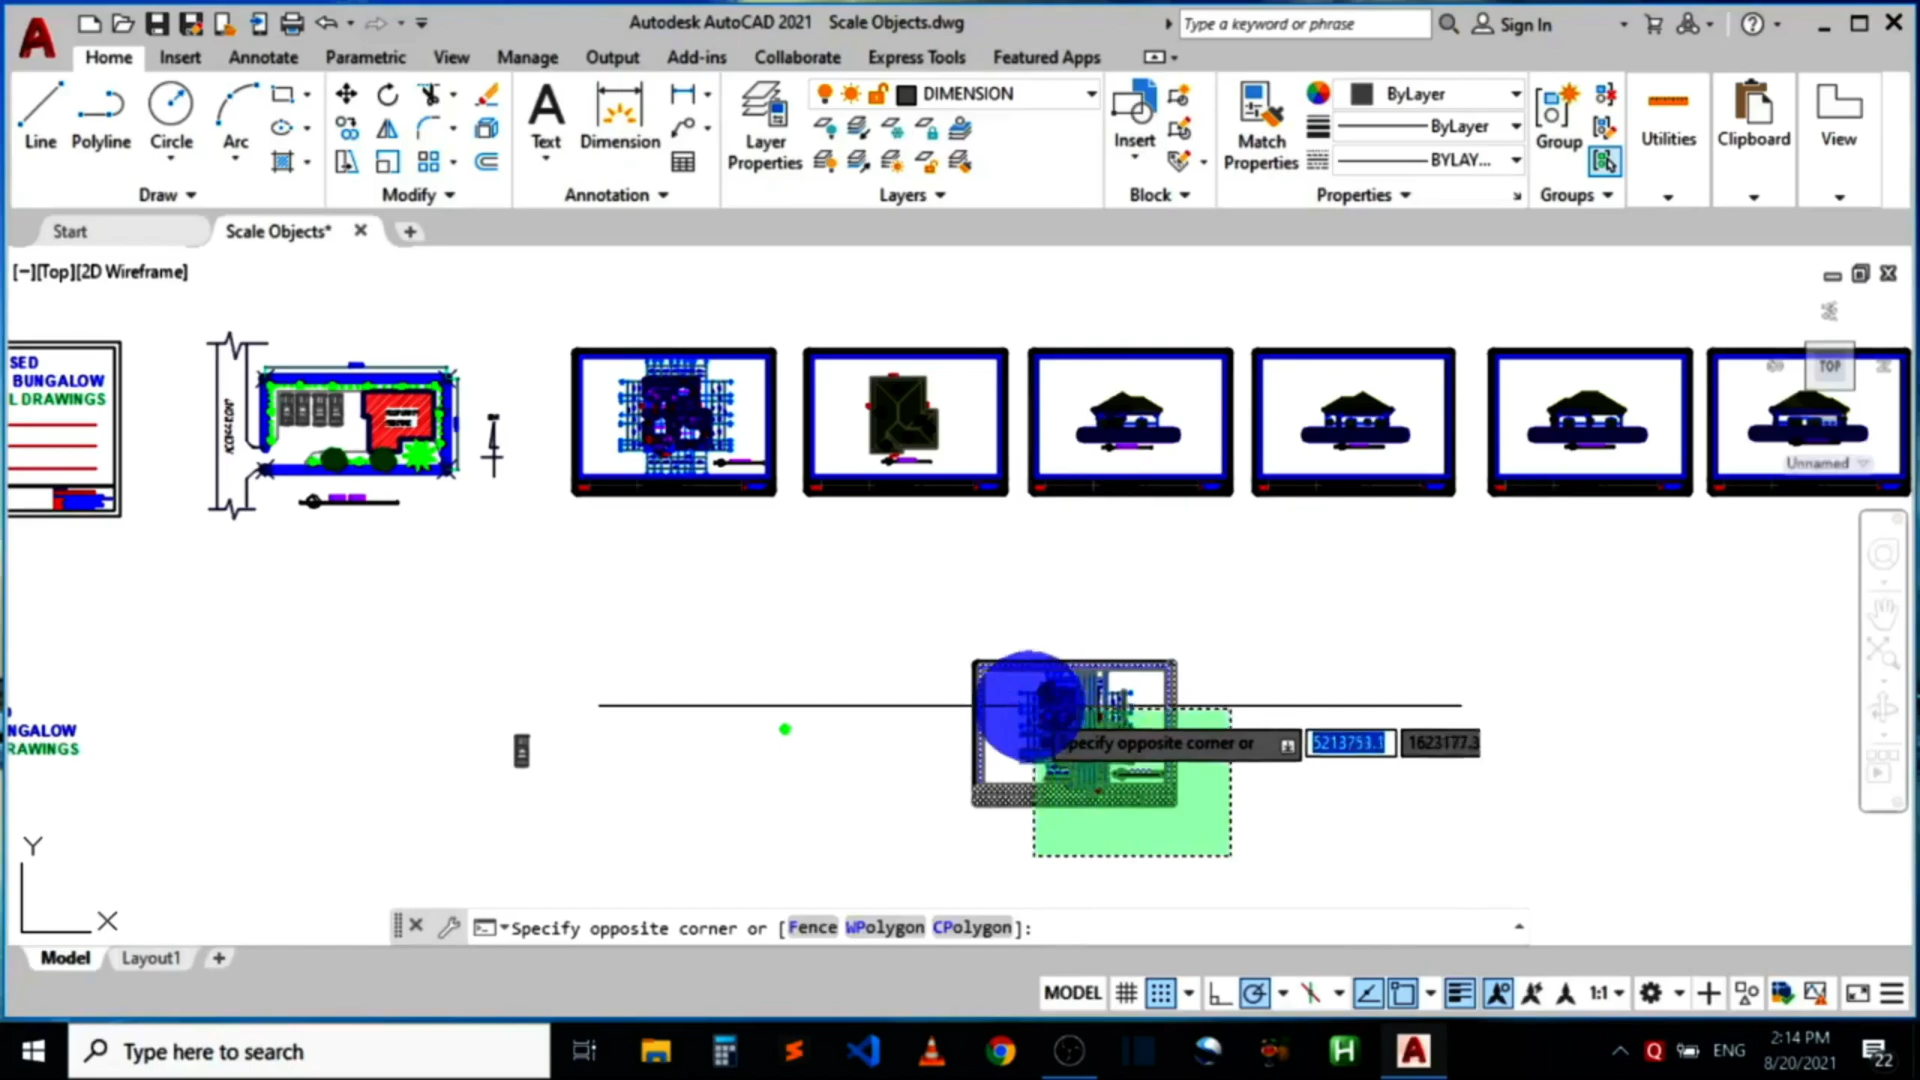 Autodesk AutoCAD 2021 Scale Objects.dwg
Type a keyword or phrase
Sign In
Home Insert Annotate Parametric View Manage Output Add-ins Collaborate Express Tools Featured Apps
Line Polyline Circle Arc
Draw
Modify
Text Dimension
Annotation
Layer Properties
DIMENSION
Layers
Insert
Block
Match Properties
ByLayer
ByLayer
BYLAY...
Properties
Group
Groups
Utilities
Clipboard
View
Start
Scale Objects*
[−][Top][2D Wireframe]
SED
BUNGALOW
L DRAWINGS
TOP
Unnamed
NGALOW
RAWINGS
pecify opposite corner or
5213753.1
1623177.3
Y
X
Specify opposite corner or [Fence WPolygon CPolygon]:
Model
Layout1
MODEL
1:1
Type here to search
ENG
2:14 PM
8/20/2021
22